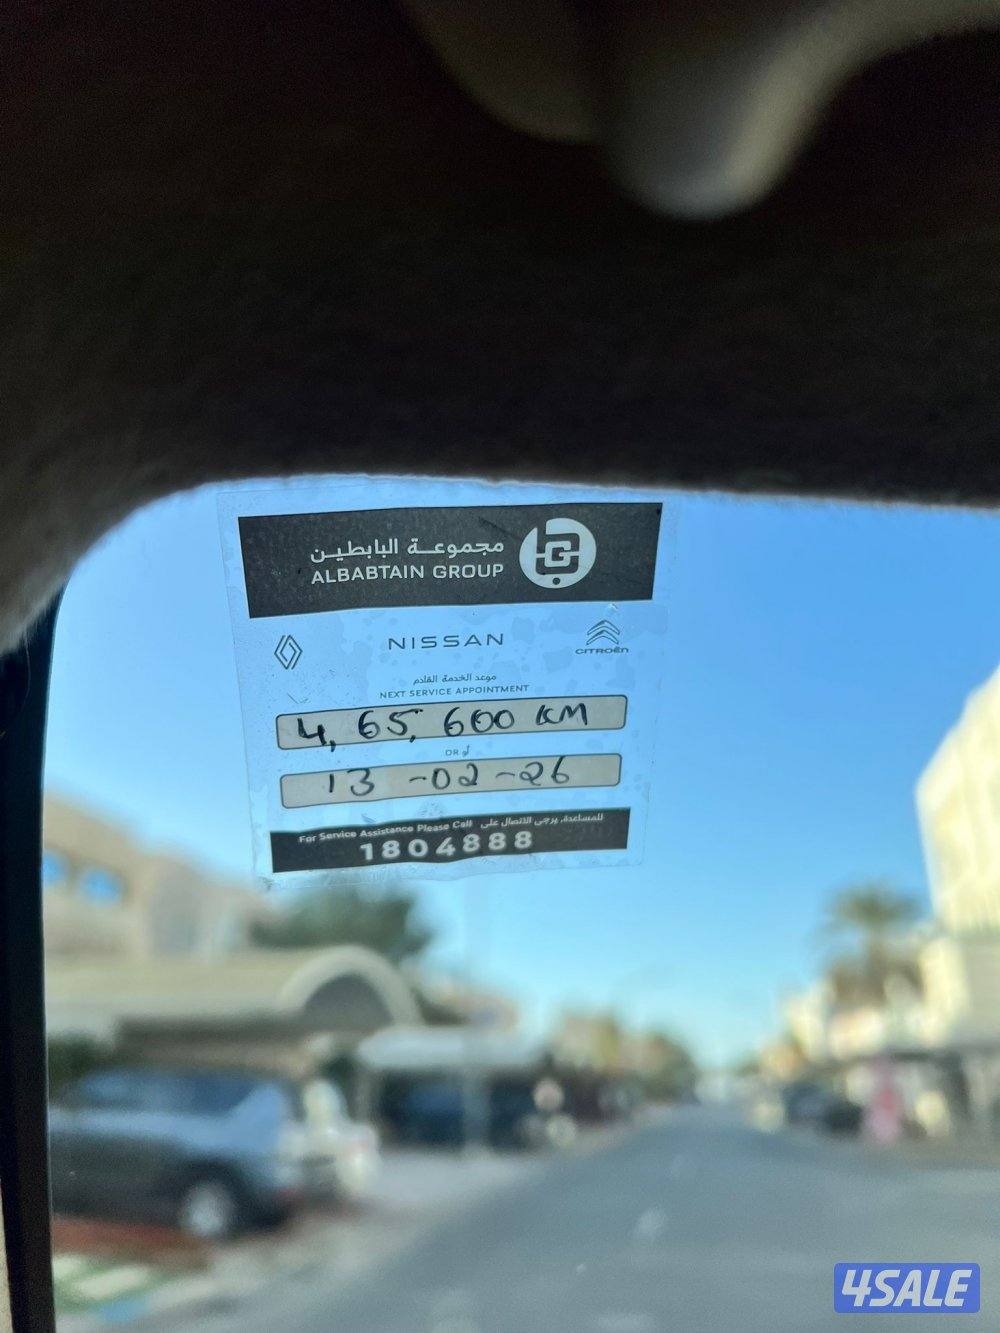 مجموعة البابطين
ALBABTAIN GROUP
NISSAN
CITROËN
موعد الخدمة القادم
NEXT SERVICE APPOINTMENT
4, 65, 600 KM
OR أو
13 -02 -26
For Service Assistance Please Call للمساعدة, يرجى الاتصال على
1804888
4SALE